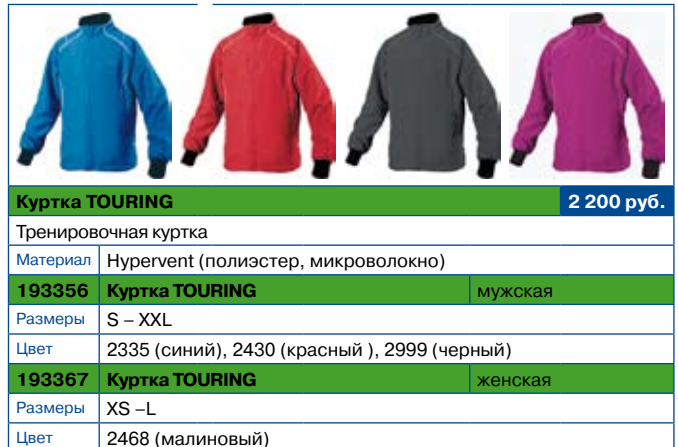 Куртка TOURING 2 200 руб.
Тренировочная куртка
Материал Hypervent (полиэстер, микроволокно)
193356 Куртка TOURING мужская
Размеры S – XXL
Цвет 2335 (синий), 2430 (красный ), 2999 (черный)
193367 Куртка TOURING женская
Размеры XS –L
Цвет 2468 (малиновый)